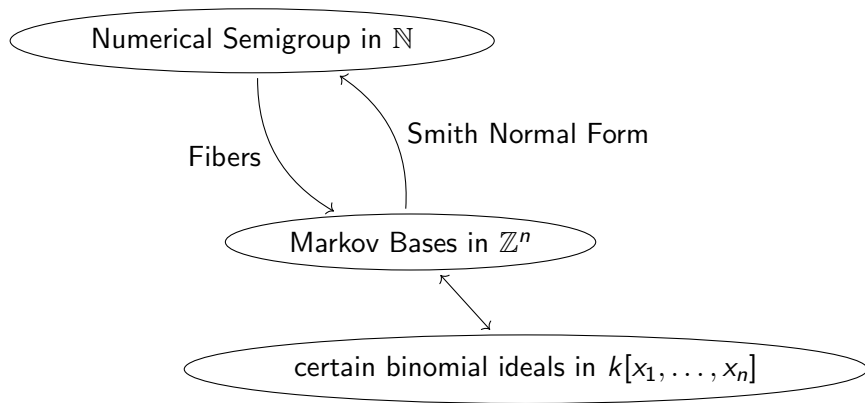 Numerical Semigroup in ℕ
Smith Normal Form
Fibers
Markov Bases in ℤⁿ
certain binomial ideals in k[x₁, . . . , xₙ]